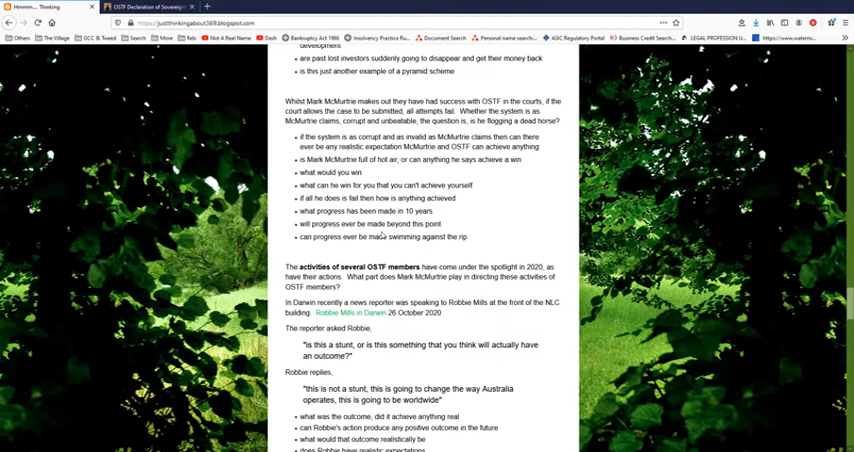 Hmmm.... Thinking
OSTF Declaration of Sovereign
https://justthinkingabout369.blogspot.com
Others
The Village
GCC & Tweed
Search
More
Rels
Not A Real Name
Down To Under
Bankruptcy Act 1966
Insolvency Practice Ru...
Document Search
Personal name search...
ASIC Regulatory Portal
Business Credit Search...
LEGAL PROFESSION U...
https://www.waterns...
development
are past lost investors suddenly going to disappear and get their money back
is this just another example of a pyramid scheme
Whilst Mark McMurtrie makes out they have had success with OSTF in the courts, if the
court allows the case to be submitted, all attempts fail. Whether the system is as
McMurtrie claims, corrupt and unbeatable, the question is, is he flogging a dead horse?
if the system is as corrupt and as invalid as McMurtrie claims then can there
ever be any realistic expectation McMurtrie and OSTF can achieve anything
is Mark McMurtrie full of hot air, or can anything he says achieve a win
what would you win
what can he win for you that you can't achieve yourself
if all he does is fail then how is anything achieved
what progress has been made in 10 years
will progress ever be made beyond this point
can progress ever be made swimming against the rip
The activities of several OSTF members have come under the spotlight in 2020, as
have their actions. What part does Mark McMurtrie play in directing these activities of
OSTF members?
In Darwin recently a news reporter was speaking to Robbie Mills at the front of the NLC
building. Robbie Mills in Darwin 26 October 2020
The reporter asked Robbie,
"is this a stunt, or is this something that you think will actually have
an outcome?"
Robbie replies,
"this is not a stunt, this is going to change the way Australia
operates, this is going to be worldwide"
what was the outcome, did it achieve anything real
can Robbie's action produce any positive outcome in the future
what would that outcome realistically be
does Robbie have realistic expectations